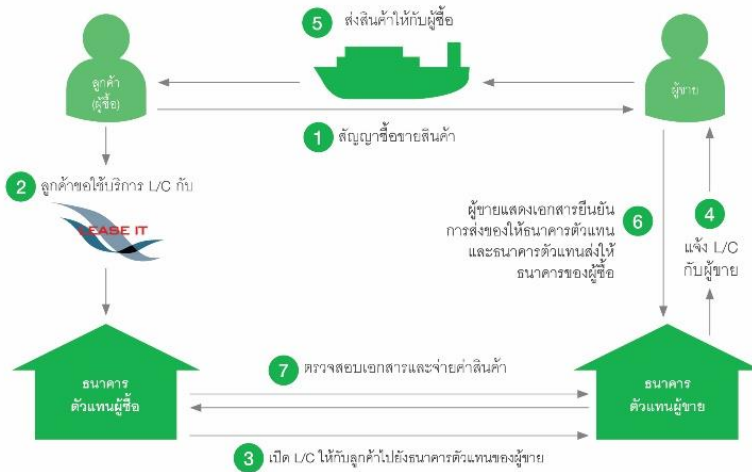 5 ส่งสินค้าให้กับผู้ซื้อ
ลูกค้า
(ผู้ซื้อ)
ผู้ขาย
1 สัญญาซื้อขายสินค้า
2 ลูกค้าขอใช้บริการ L/C กับ
LEASE IT
ผู้ขายแสดงเอกสารยืนยัน
การส่งของให้ธนาคารตัวแทน
และธนาคารตัวแทนส่งให้
ธนาคารของผู้ซื้อ
6
4
แจ้ง L/C
กับผู้ขาย
ธนาคาร
ตัวแทนผู้ซื้อ
7 ตรวจสอบเอกสารและจ่ายค่าสินค้า
ธนาคาร
ตัวแทนผู้ขาย
3 เปิด L/C ให้กับลูกค้าไปยังธนาคารตัวแทนของผู้ขาย